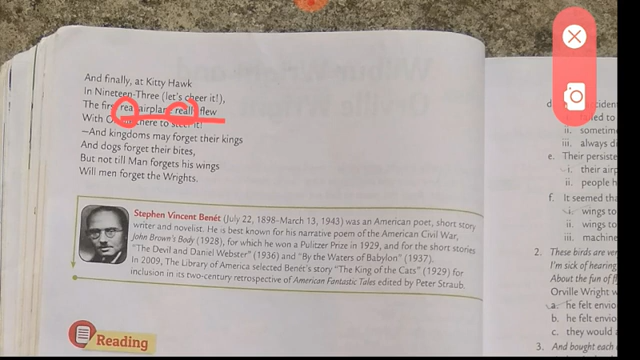 And finally, at Kitty Hawk
In Nineteen-Three (let's cheer it!),
The first real airplane really flew
With Orville there to steer it!
—And kingdoms may forget their kings
And dogs forget their bites,
But not till Man forgets his wings
Will men forget the Wrights.
Stephen Vincent Benét (July 22, 1898–March 13, 1943) was an American poet, short story
writer and novelist. He is best known for his narrative poem of the American Civil War,
John Brown's Body (1928), for which he won a Pulitzer Prize in 1929, and for the short stories
"The Devil and Daniel Webster" (1936) and "By the Waters of Babylon" (1937).
In 2009, The Library of America selected Benét's story "The King of the Cats" (1929) for
inclusion in its two-century retrospective of American Fantastic Tales edited by Peter Straub.
Reading
d.
ii. sometim
iii. always di
e. Their persiste
i. their airp
ii. people h
f. It seemed tha
i. wings to
ii. wings to
iii. machine
2. These birds are ver
I'm sick of hearing
About the fun of fl
Orville Wright w
a. he felt envio
b. he felt envio
c. they would a
3. And bought each